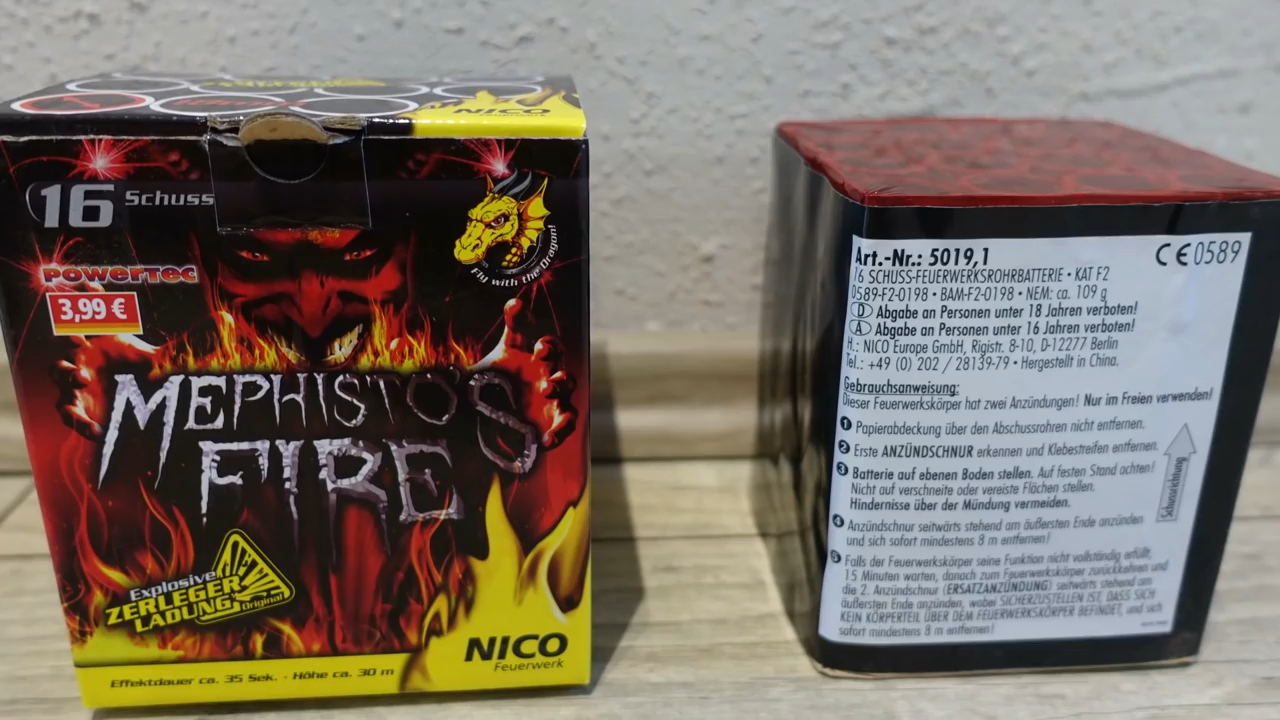 NICO
16 Schuss
Fly with the Dragon!
POWERTEC
3,99 €
MEPHISTO'S
FIRE
Explosive
ZERLEGER
LADUNG
Original
NICO
Feuerwerk
Effektdauer ca. 35 Sek. · Höhe ca. 30 m
Art.-Nr.: 5019,1
CE0589
16 SCHUSS-FEUERWERKSROHRBATTERIE • KAT F2
0589-F2-0198 • BAM-F2-0198 • NEM: ca. 109 g
D Abgabe an Personen unter 18 Jahren verboten!
A Abgabe an Personen unter 16 Jahren verboten!
H.: NICO Europe GmbH, Rigistr. 8-10, D-12277 Berlin
Tel.: +49 (0) 202 / 28139-79 • Hergestellt in China.
Gebrauchsanweisung:
Dieser Feuerwerkskörper hat zwei Anzündungen! Nur im Freien verwenden!
1 Papierabdeckung über den Abschussrohren nicht entfernen.
2 Erste ANZÜNDSCHNUR erkennen und Klebestreifen entfernen.
3 Batterie auf ebenen Boden stellen. Auf festen Stand achten!
Nicht auf verschneite oder vereiste Flächen stellen.
Hindernisse über der Mündung vermeiden.
4 Anzündschnur seitwärts stehend am äußersten Ende anzünden
und sich sofort mindestens 8 m entfernen!
5 Falls der Feuerwerkskörper seine Funktion nicht vollständig erfüllt,
15 Minuten warten, danach zum Feuerwerkskörper zurückkehren und
die 2. Anzündschnur (ERSATZANZÜNDUNG) seitwärts stehend am
äußersten Ende anzünden, wobei SICHERZUSTELLEN IST, DASS SICH
KEIN KÖRPERTEIL ÜBER DEM FEUERWERKSKÖRPER BEFINDET, und sich
sofort mindestens 8 m entfernen!
Schussrichtung